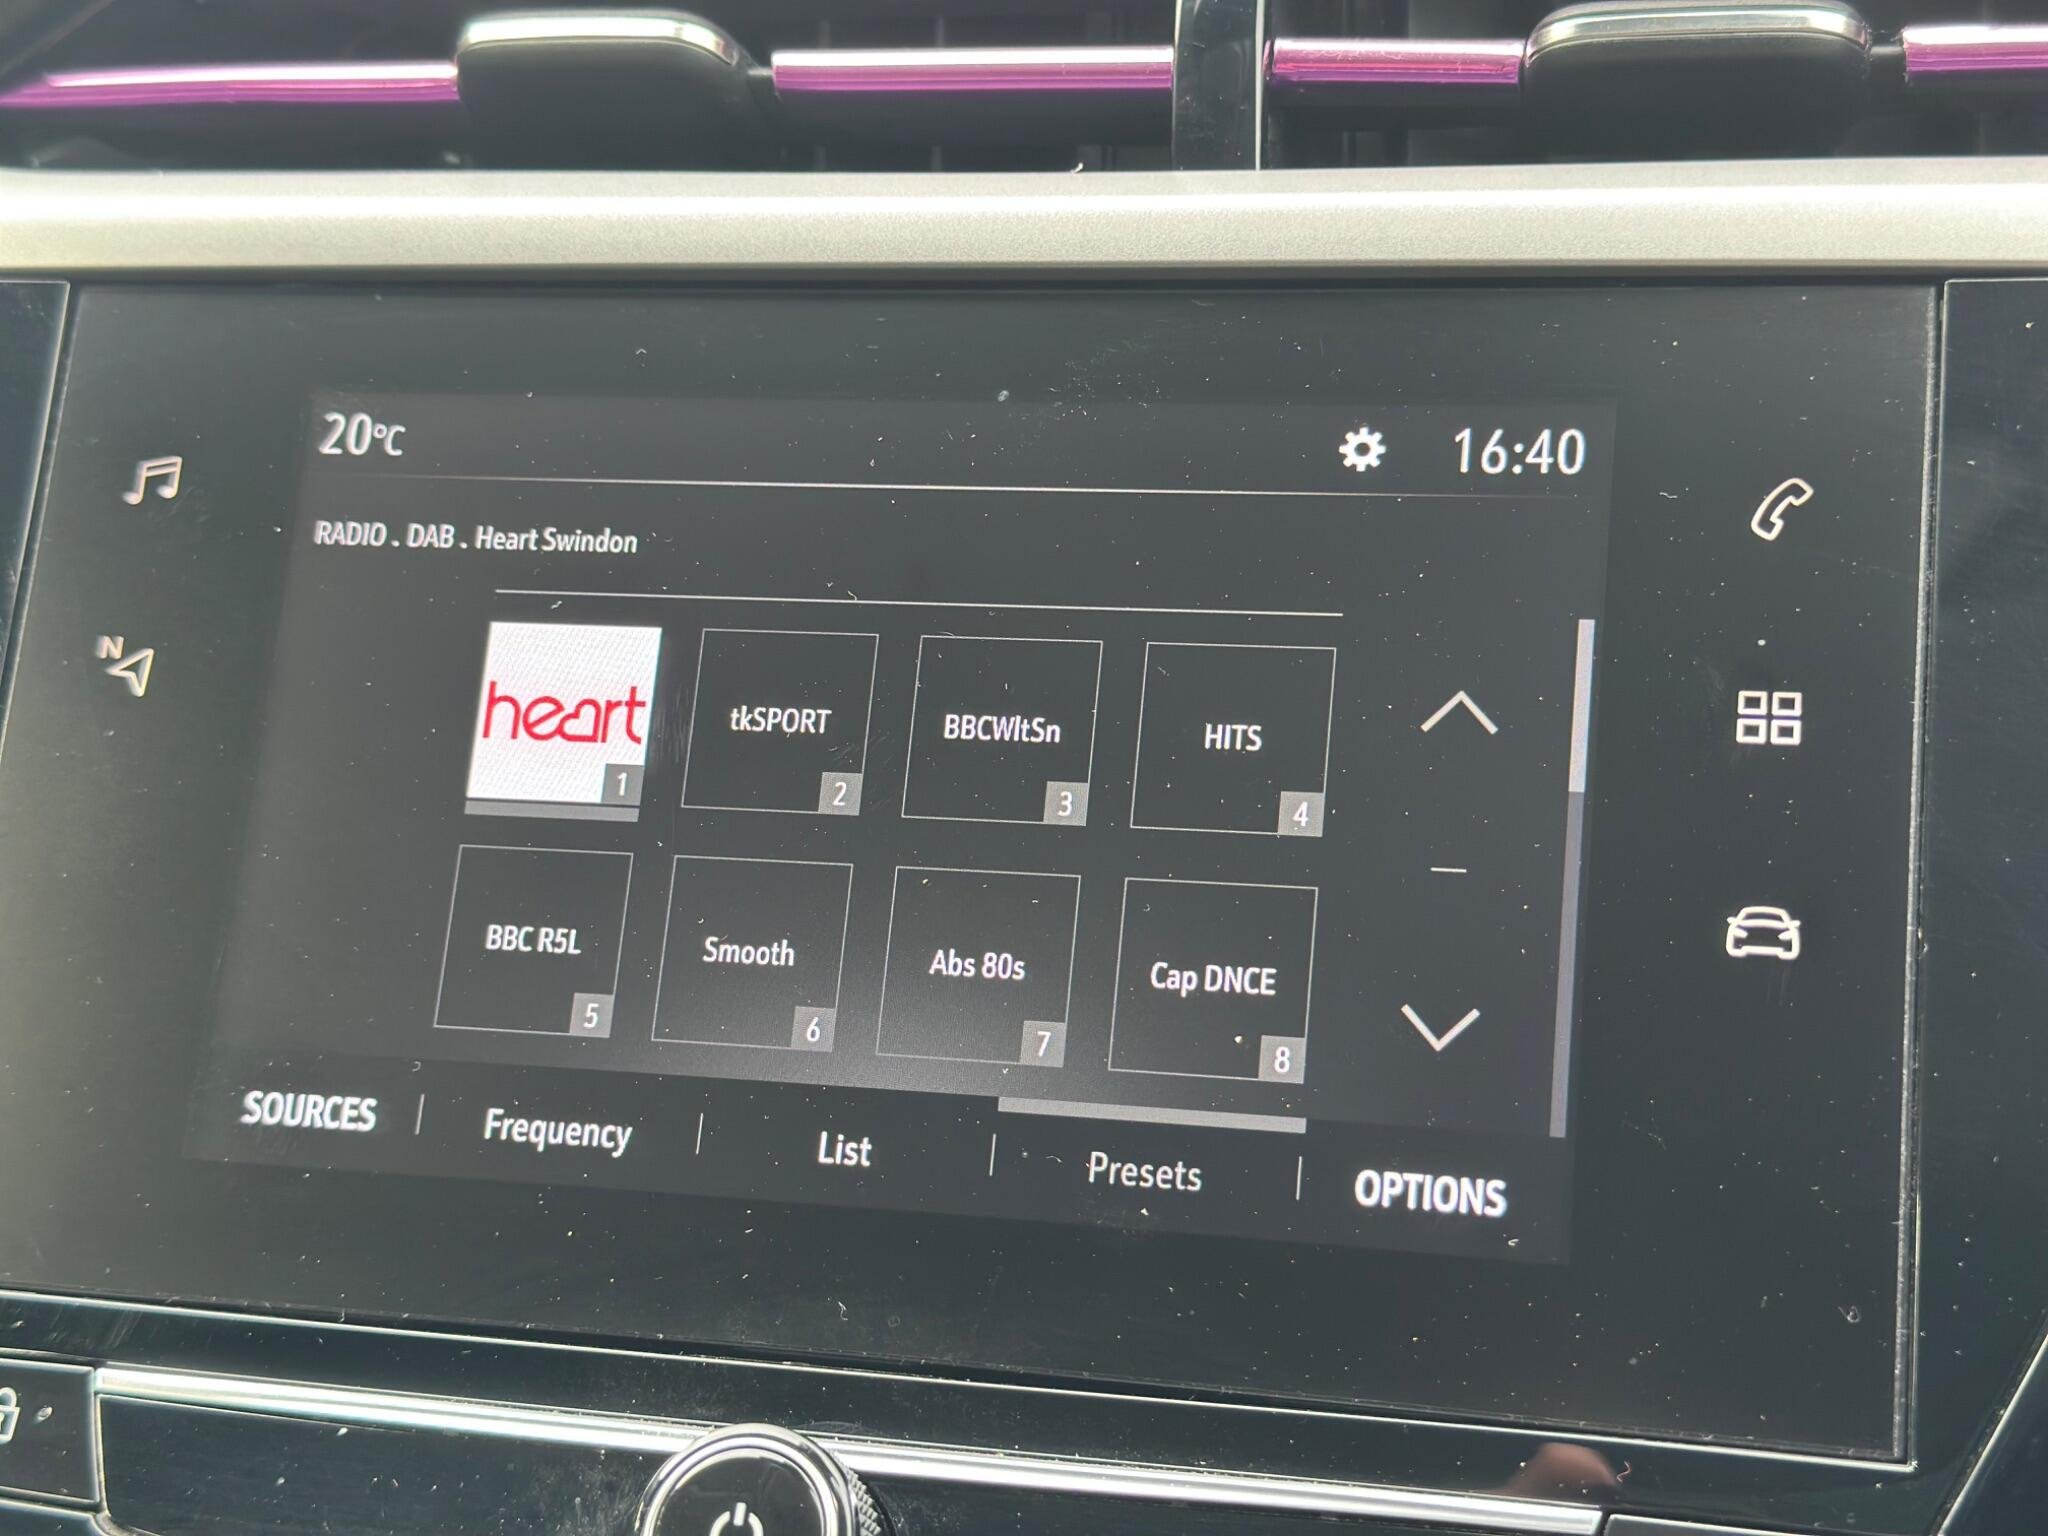 20°C
16:40
RADIO . DAB . Heart Swindon
heart
1
tkSPORT
2
BBCWltSn
3
HITS
4
BBC R5L
5
Smooth
6
Abs 80s
7
Cap DNCE
8
N
SOURCES
Frequency
List
Presets
OPTIONS